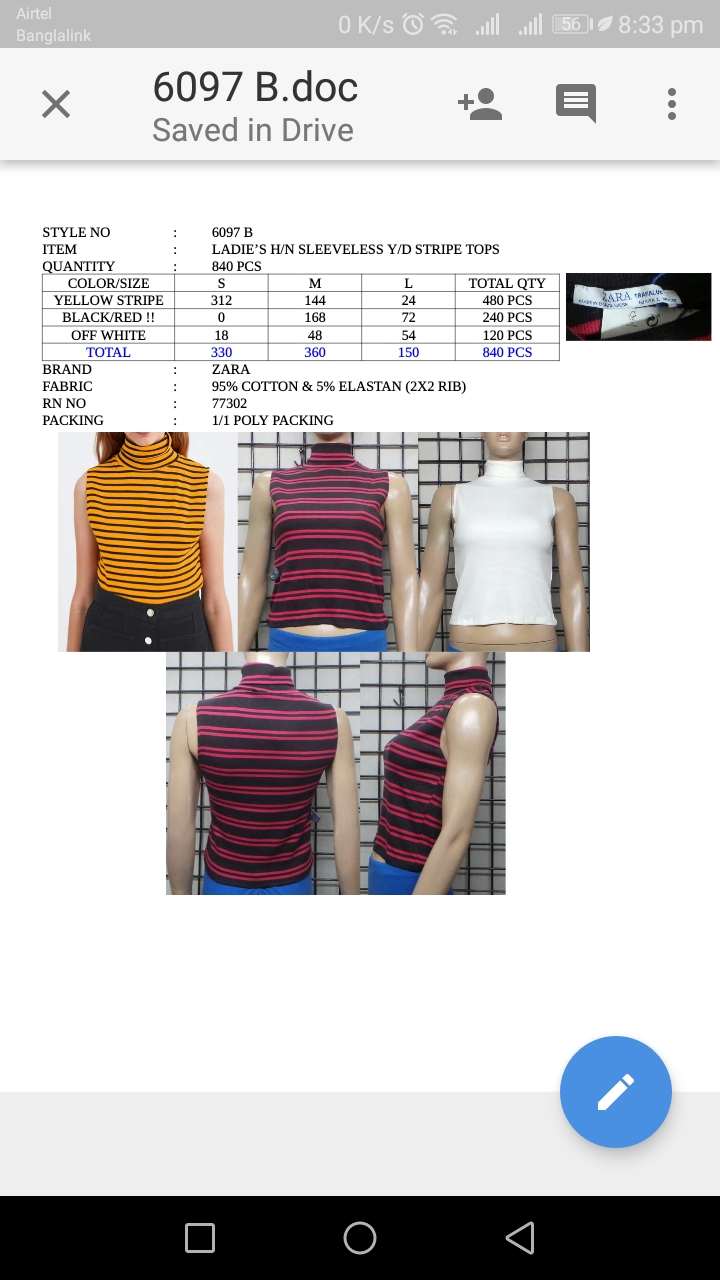 Airtel
Banglalink
0 K/s 56 8:33 pm
6097 B.doc
Saved in Drive
STYLE NO : 6097 B
ITEM : LADIE'S H/N SLEEVELESS Y/D STRIPE TOPS
QUANTITY : 840 PCS
COLOR/SIZE S M L TOTAL QTY
YELLOW STRIPE 312 144 24 480 PCS
BLACK/RED !! 0 168 72 240 PCS
OFF WHITE 18 48 54 120 PCS
TOTAL 330 360 150 840 PCS
ZARA TRAFALUC
BRAND : ZARA
FABRIC : 95% COTTON & 5% ELASTAN (2X2 RIB)
RN NO : 77302
PACKING : 1/1 POLY PACKING